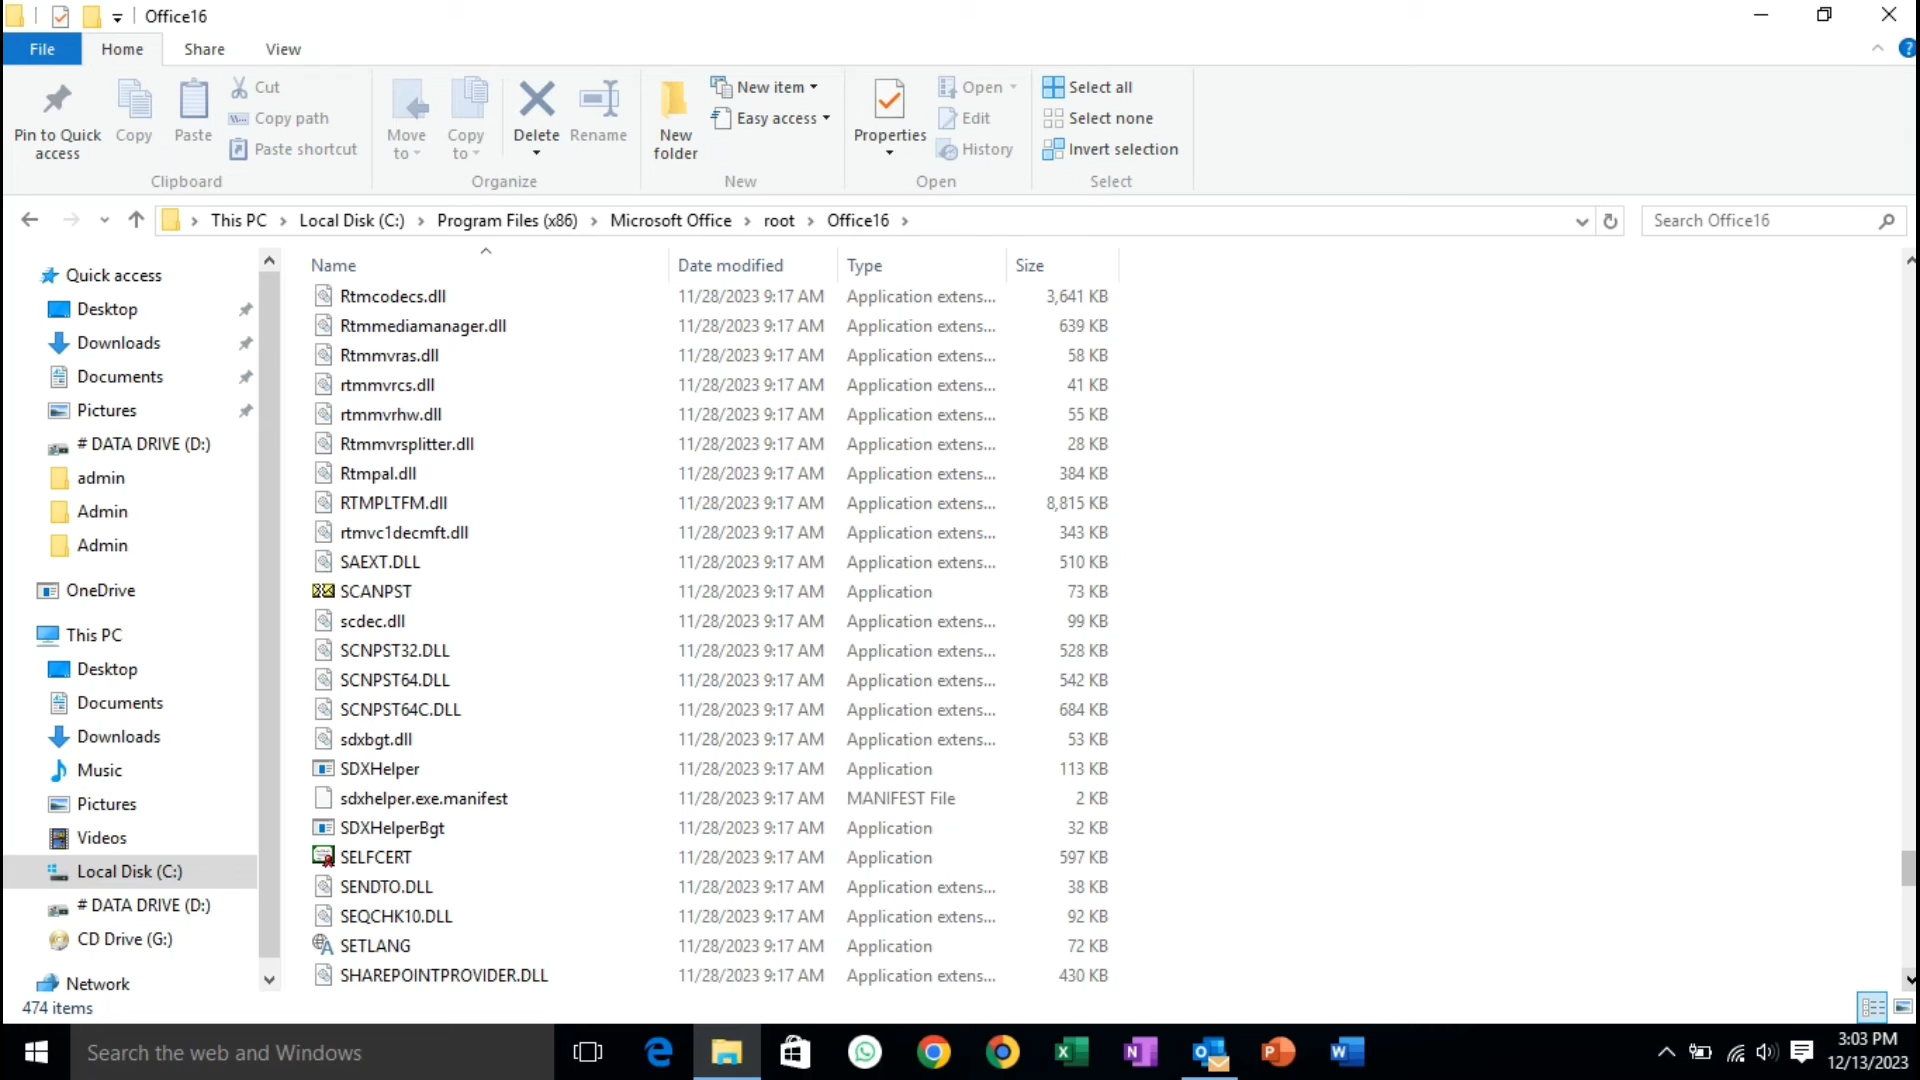 Office16
File Home Share View
Pin to Quick access
Copy
Paste
Cut
Copy path
Paste shortcut
Clipboard
Move to
Copy to
Delete
Rename
Organize
New folder
New item
Easy access
New
Properties
Open
Edit
History
Open
Select all
Select none
Invert selection
Select
This PC Local Disk (C:) Program Files (x86) Microsoft Office root Office16
Search Office16
Quick access
Desktop
Downloads
Documents
Pictures
# DATA DRIVE (D:)
admin
Admin
Admin
OneDrive
This PC
Desktop
Documents
Downloads
Music
Pictures
Videos
Local Disk (C:)
# DATA DRIVE (D:)
CD Drive (G:)
Network
Name Date modified Type Size
Rtmcodecs.dll 11/28/2023 9:17 AM Application extens... 3,641 KB
Rtmmediamanager.dll 11/28/2023 9:17 AM Application extens... 639 KB
Rtmmvras.dll 11/28/2023 9:17 AM Application extens... 58 KB
rtmmvrcs.dll 11/28/2023 9:17 AM Application extens... 41 KB
rtmmvrhw.dll 11/28/2023 9:17 AM Application extens... 55 KB
Rtmmvrsplitter.dll 11/28/2023 9:17 AM Application extens... 28 KB
Rtmpal.dll 11/28/2023 9:17 AM Application extens... 384 KB
RTMPLTFM.dll 11/28/2023 9:17 AM Application extens... 8,815 KB
rtmvc1decmft.dll 11/28/2023 9:17 AM Application extens... 343 KB
SAEXT.DLL 11/28/2023 9:17 AM Application extens... 510 KB
SCANPST 11/28/2023 9:17 AM Application 73 KB
scdec.dll 11/28/2023 9:17 AM Application extens... 99 KB
SCNPST32.DLL 11/28/2023 9:17 AM Application extens... 528 KB
SCNPST64.DLL 11/28/2023 9:17 AM Application extens... 542 KB
SCNPST64C.DLL 11/28/2023 9:17 AM Application extens... 684 KB
sdxbgt.dll 11/28/2023 9:17 AM Application extens... 53 KB
SDXHelper 11/28/2023 9:17 AM Application 113 KB
sdxhelper.exe.manifest 11/28/2023 9:17 AM MANIFEST File 2 KB
SDXHelperBgt 11/28/2023 9:17 AM Application 32 KB
SELFCERT 11/28/2023 9:17 AM Application 597 KB
SENDTO.DLL 11/28/2023 9:17 AM Application extens... 38 KB
SEQCHK10.DLL 11/28/2023 9:17 AM Application extens... 92 KB
SETLANG 11/28/2023 9:17 AM Application 72 KB
SHAREPOINTPROVIDER.DLL 11/28/2023 9:17 AM Application extens... 430 KB
474 items
Search the web and Windows
3:03 PM
12/13/2023